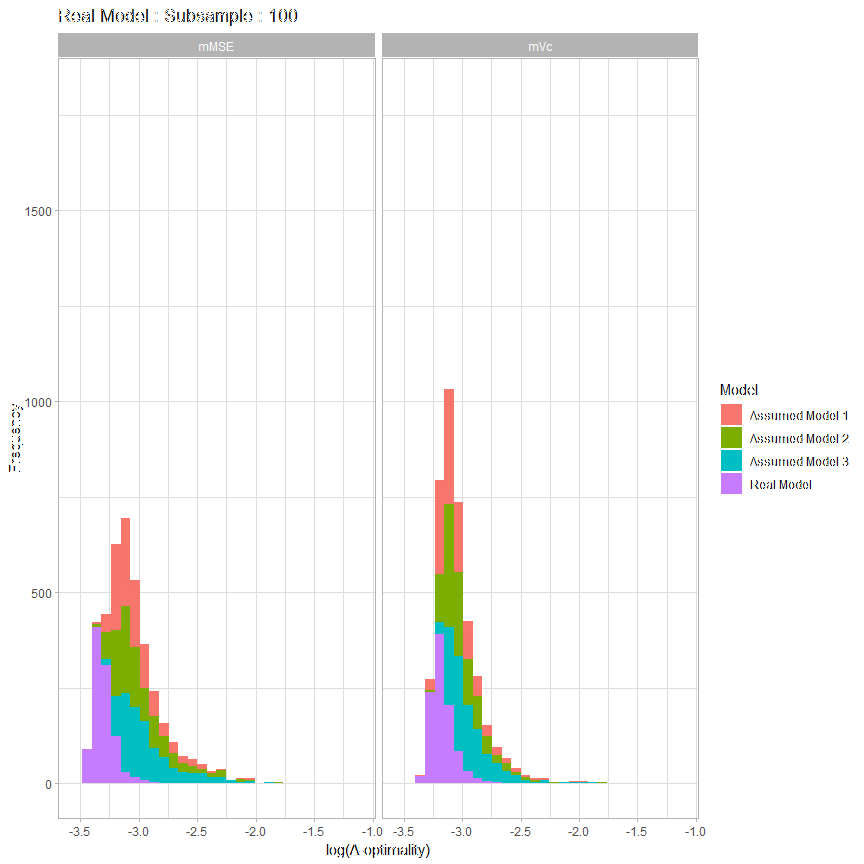 Real Model :: Subsample :: 100
mMSE mVc
1500
1000
500
0
Frequency
-3.5 -3.0 -2.5 -2.0 -1.5 -1.0 -3.5 -3.0 -2.5 -2.0 -1.5 -1.0
log(A-optimality)
Model
Assumed Model 1
Assumed Model 2
Assumed Model 3
Real Model